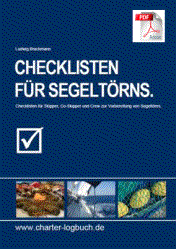 PDF
Adobe
Ludwig Brackmann
CHECKLISTEN
FÜR SEGELTÖRNS.
Checklisten für Skipper, Co-Skipper und Crew zur Vorbereitung von Segeltörns.
www.charter-logbuch.de